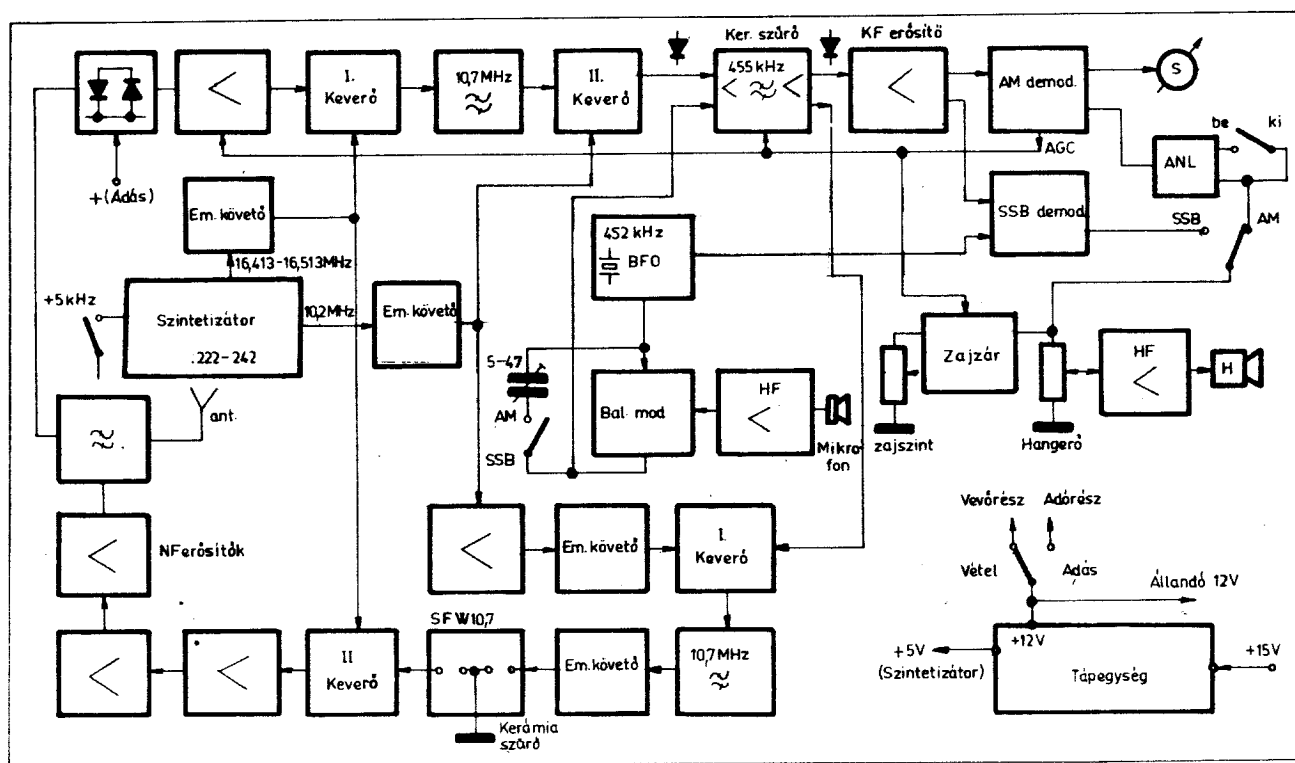 Ker. szűrő
KF erősítő
I.
Keverő
10,7 MHz
II.
Keverő
455 kHz
AM demod.
S
be
ki
AGC
ANL
+(Adás)
Em. követő
452 kHz
BFO
SSB demod.
SSB
AM
16,413-16,513MHz
+5 kHz
Szintetizátor
.222-242
10,2MHz
Em. követő
Zajzár
HF
H
5-47
AM
SSB
Bal. mod.
HF
Mikro
fon
zajszint
Hangerő
ant.
NF erősítők
Em. követő
I.
Keverő
Vevőrész
Adórész
Vétel
Adás
Állandó 12V
SFW10,7
II
Keverő
Em. követő
10,7 MHz
+5V
(Szintetizátor)
+12V
+15V
Tápegység
Kerámia
szűrő